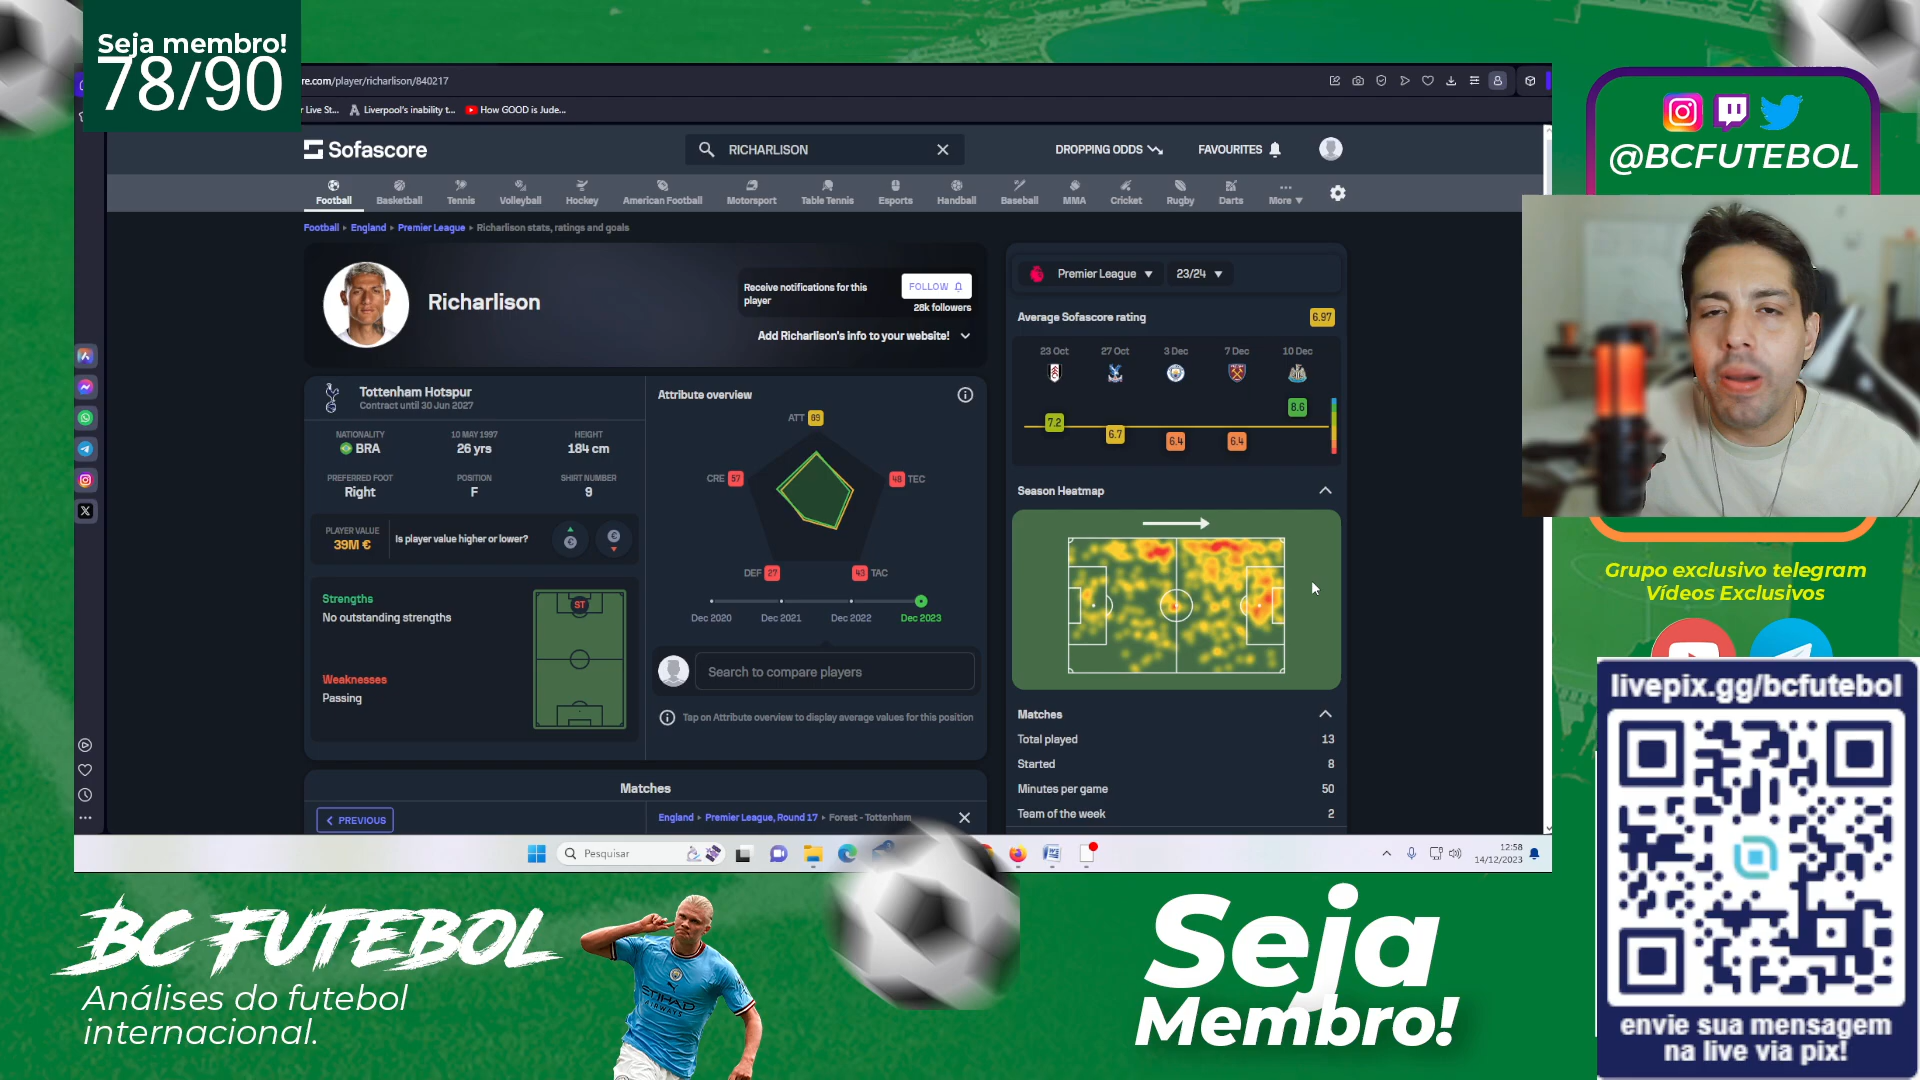 Seja membro!
78/90
re.com/player/richarlison/840217
r Live St...
Liverpool's inability t...
How GOOD is Jude...
Sofascore
RICHARLISON
DROPPING ODDS
FAVOURITES
Football
Basketball
Tennis
Volleyball
Hockey
American Football
Motorsport
Table Tennis
Esports
Handball
Baseball
MMA
Cricket
Rugby
Darts
More
Football
England
Premier League
Richarlison stats, ratings and goals
Richarlison
Receive notifications for this
player
FOLLOW
26k followers
Add Richarlison's info to your website!
Tottenham Hotspur
Contract until 30 Jun 2027
NATIONALITY
BRA
10 MAY 1997
26 yrs
HEIGHT
184 cm
PREFERRED FOOT
Right
POSITION
F
SHIRT NUMBER
9
PLAYER VALUE
39M €
Is player value higher or lower?
Strengths
No outstanding strengths
Weaknesses
Passing
ST
Attribute overview
ATT
CRE 57
48 TEC
DEF 27
43 TAC
Dec 2020
Dec 2021
Dec 2022
Dec 2023
Search to compare players
Tap on Attribute overview to display average values for this position
Matches
PREVIOUS
England
Premier League, Round 17
Forest - Tottenham
Premier League
23/24
Average Sofascore rating
6.97
23 Oct
27 Oct
3 Dec
7 Dec
10 Dec
7.2
6.7
6.4
6.4
8.6
Season Heatmap
Matches
Total played 13
Started 8
Minutes per game 50
Team of the week 2
Pesquisar
12:58
14/12/2023
@BCFUTEBOL
Grupo exclusivo telegram
Vídeos Exclusivos
livepix.gg/bcfutebol
envie sua mensagem
na live via pix!
BC FUTEBOL
Análises do futebol
internacional.
ETIHAD
AIRWAYS
Seja
Membro!